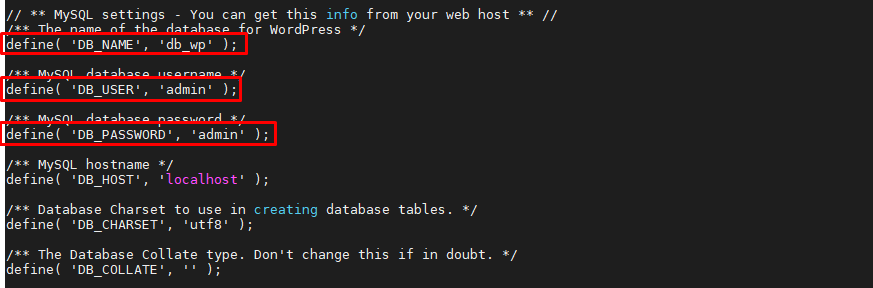 // ** MySQL settings - You can get this info from your web host ** //
/** The name of the database for WordPress */
define( 'DB_NAME', 'db_wp' );
/** MySQL database username */
define( 'DB_USER', 'admin' );
/** MySQL database password */
define( 'DB_PASSWORD', 'admin' );
/** MySQL hostname */
define( 'DB_HOST', 'localhost' );
/** Database Charset to use in creating database tables. */
define( 'DB_CHARSET', 'utf8' );
/** The Database Collate type. Don't change this if in doubt. */
define( 'DB_COLLATE', '' );